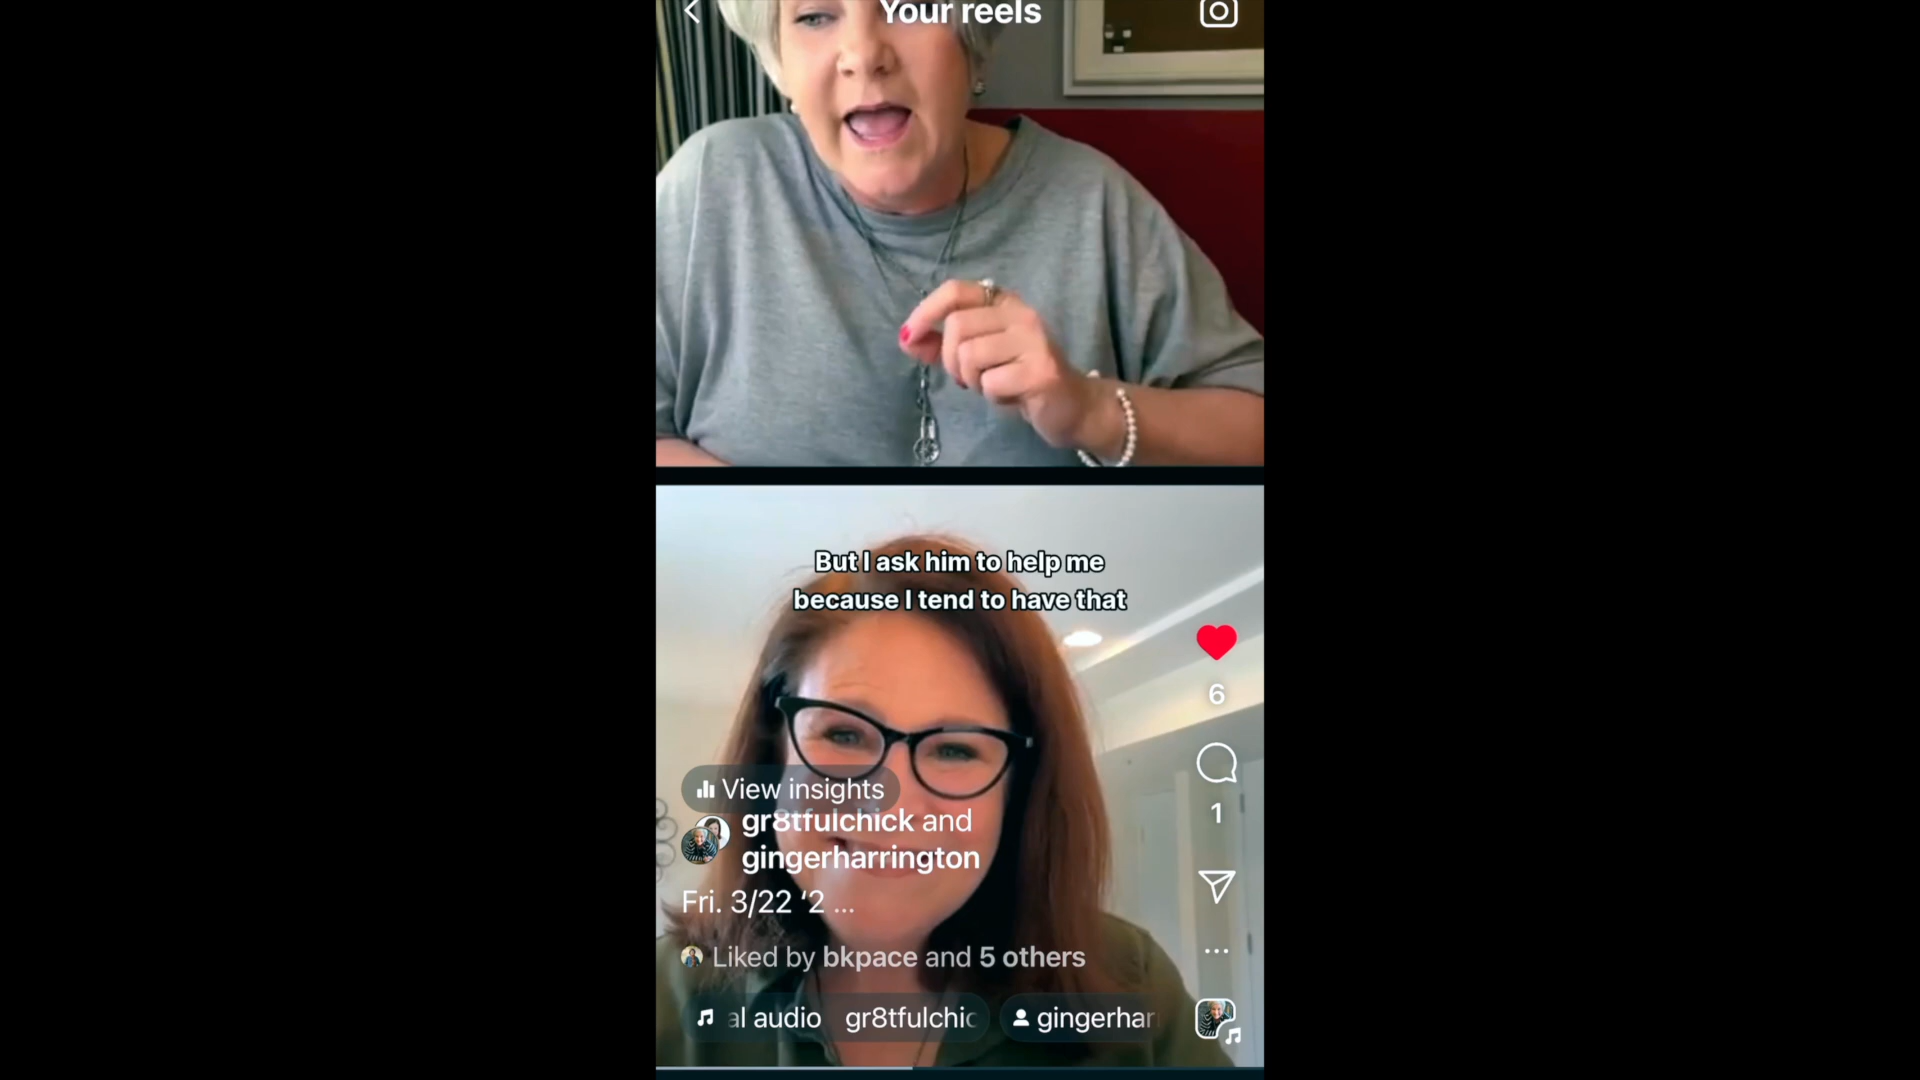 Your reels
But I ask him to help me
because I tend to have that
6
View insights
gr8tfulchick and
gingerharrington
1
Fri. 3/22 ‘2 ...
Liked by bkpace and 5 others
al audio gr8tfulchic
gingerhar